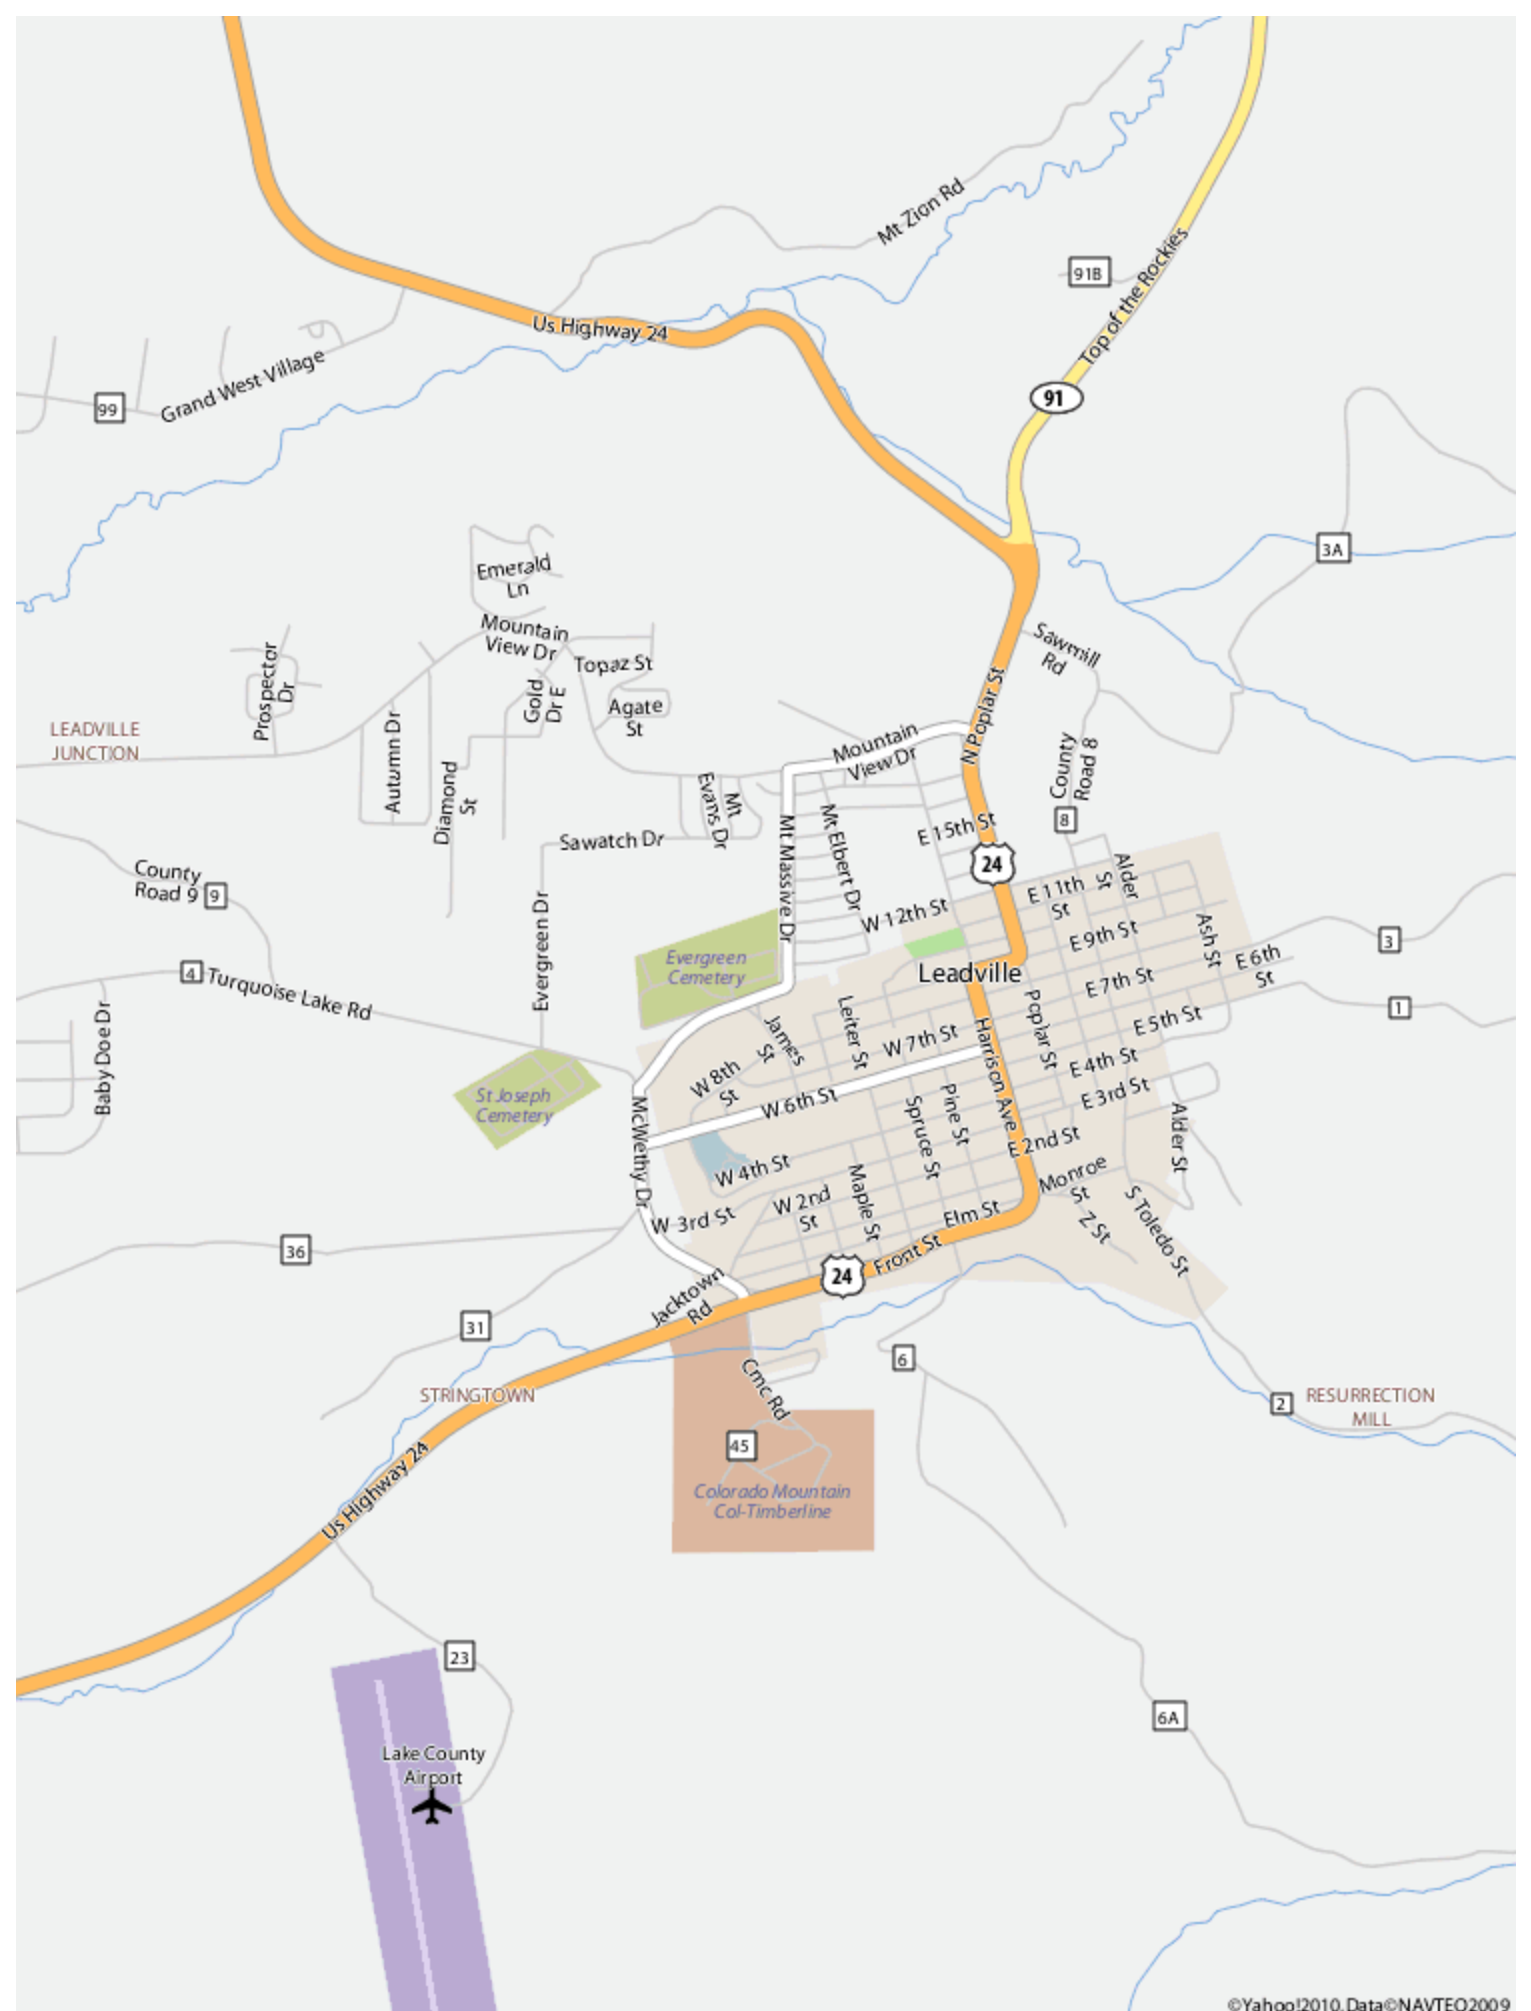 Mt Zion Rd
91B
Top of the Rockies
Us Highway 24
Grand West Village
99
91
3A
Emerald
Ln
Mountain
View Dr
Topaz St
Sawmill
Rd
Prospector
Dr
Gold
Dr E
Agate
St
N Poplar St
LEADVILLE
JUNCTION
Autumn Dr
Mountain
View Dr
County
Road 8
Diamond
St
Evans Dr
Mt
Mt Massive Dr
Mt Elbert Dr
E 15th St
8
Sawatch Dr
24
Alder
St
County
Road 9
9
Evergreen Dr
W 12th St
E 11th
St
Ash St
E 9th St
3
Evergreen
Cemetery
Leadville
E 6th
St
4
Turquoise Lake Rd
E 7th St
1
Baby Doe Dr
James
St
Leiter St
W 7th St
Harrison Ave
Poplar St
E 5th St
E 4th St
W 8th
St
St Joseph
Cemetery
W 6th St
Pine St
E 3rd St
Spruce St
McWethy Dr
E 2nd St
Alder St
W 4th St
Maple St
Monroe
St
W 2nd
St
W 3rd St
Elm St
Z St
S Toledo St
36
Front St
24
Jacktown
Rd
31
6
Cmc Rd
STRINGTOWN
2
RESURRECTION
MILL
45
Us Highway 24
Colorado Mountain
Col-Timberline
23
6A
Lake County
Airport
©Yahoo!2010, Data©NAVTEQ2009